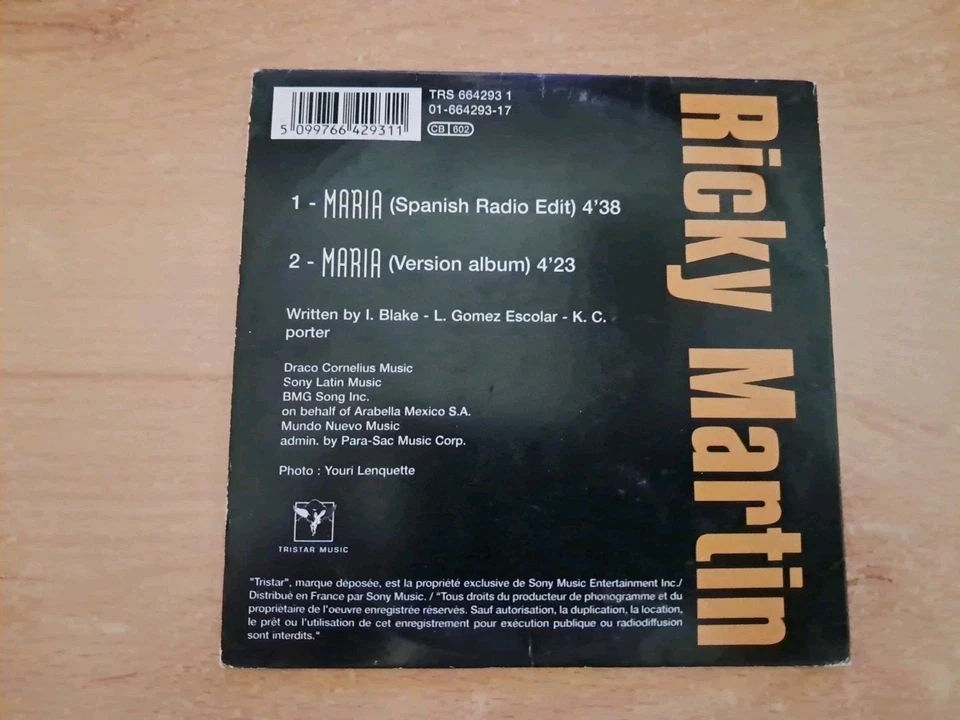 5 099766 429311
TRS 664293 1
01-664293-17
CB 602
1 - MARIA (Spanish Radio Edit) 4'38
2 - MARIA (Version album) 4'23
Written by I. Blake - L. Gomez Escolar - K. C.
porter
Draco Cornelius Music
Sony Latin Music
BMG Song Inc.
on behalf of Arabella Mexico S.A.
Mundo Nuevo Music
admin. by Para-Sac Music Corp.
Photo : Youri Lenquette
TRISTAR MUSIC
"Tristar", marque déposée, est la propriété exclusive de Sony Music Entertainment Inc./
Distribué en France par Sony Music. / "Tous droits du producteur de phonogramme et du
propriétaire de l'oeuvre enregistrée réservés. Sauf autorisation, la duplication, la location,
le prêt ou l'utilisation de cet enregistrement pour exécution publique ou radiodiffusion
sont interdits."
Ricky Martin